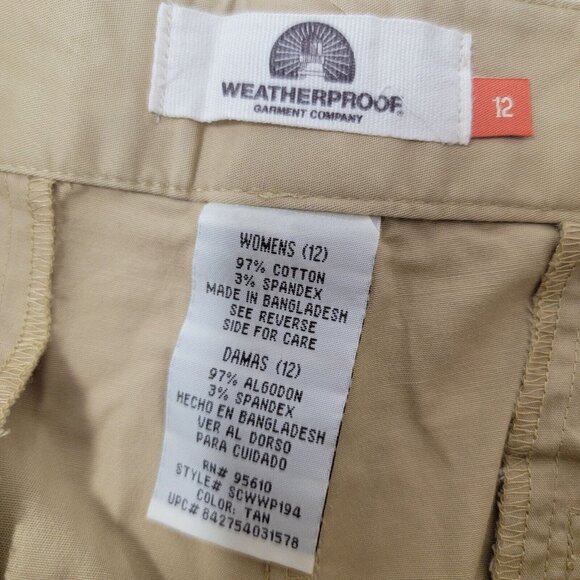 WEATHERPROOF®
GARMENT COMPANY
12
WOMENS (12)
97% COTTON
3% SPANDEX
MADE IN BANGLADESH
SEE REVERSE
SIDE FOR CARE
DAMAS (12)
97% ALGODON
3% SPANDEX
HECHO EN BANGLADESH
VER AL DORSO
PARA CUIDADO
RN# 95610
STYLE# SCWWP194
COLOR: TAN
UPC# 842754031578